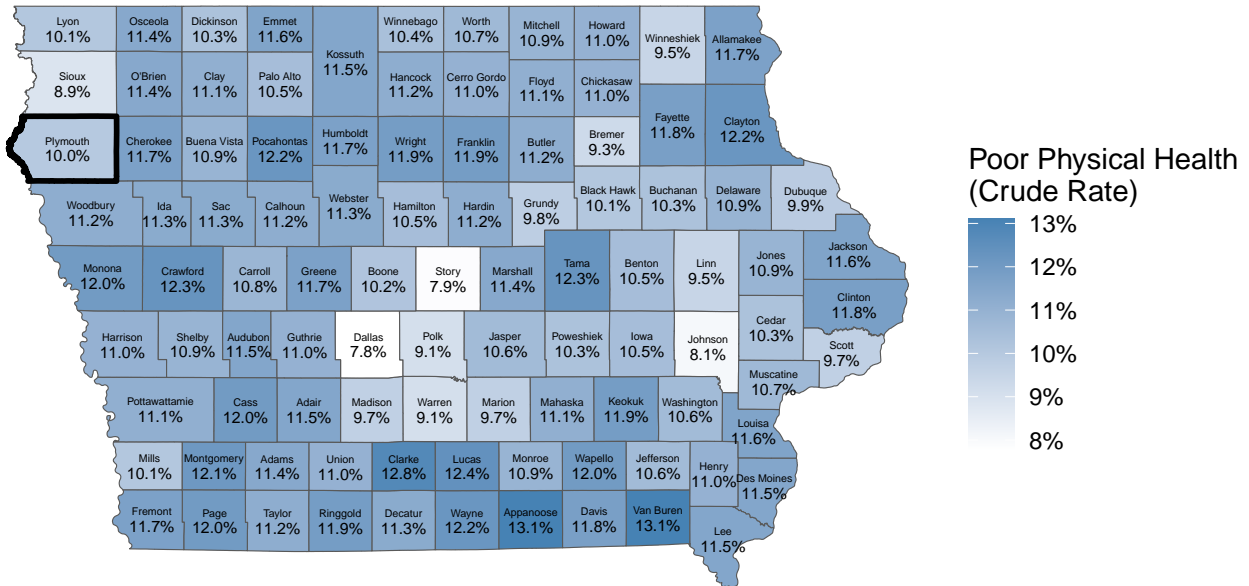 Lyon
10.1%
Osceola
11.4%
Dickinson
10.3%
Emmet
11.6%
Kossuth
11.5%
Winnebago
10.4%
Worth
10.7%
Mitchell
10.9%
Howard
11.0%
Winneshiek
9.5%
Allamakee
11.7%
Sioux
8.9%
O'Brien
11.4%
Clay
11.1%
Palo Alto
10.5%
Hancock
11.2%
Cerro Gordo
11.0%
Floyd
11.1%
Chickasaw
11.0%
Plymouth
10.0%
Cherokee
11.7%
Buena Vista
10.9%
Pocahontas
12.2%
Humboldt
11.7%
Wright
11.9%
Franklin
11.9%
Butler
11.2%
Bremer
9.3%
Fayette
11.8%
Clayton
12.2%
Woodbury
11.2%
Ida
11.3%
Sac
11.3%
Calhoun
11.2%
Webster
11.3%
Hamilton
10.5%
Hardin
11.2%
Grundy
9.8%
Black Hawk
10.1%
Buchanan
10.3%
Delaware
10.9%
Dubuque
9.9%
Monona
12.0%
Crawford
12.3%
Carroll
10.8%
Greene
11.7%
Boone
10.2%
Story
7.9%
Marshall
11.4%
Tama
12.3%
Benton
10.5%
Linn
9.5%
Jones
10.9%
Jackson
11.6%
Clinton
11.8%
Harrison
11.0%
Shelby
10.9%
Audubon
11.5%
Guthrie
11.0%
Dallas
7.8%
Polk
9.1%
Jasper
10.6%
Poweshiek
10.3%
Iowa
10.5%
Johnson
8.1%
Cedar
10.3%
Scott
9.7%
Muscatine
10.7%
Pottawattamie
11.1%
Cass
12.0%
Adair
11.5%
Madison
9.7%
Warren
9.1%
Marion
9.7%
Mahaska
11.1%
Keokuk
11.9%
Washington
10.6%
Louisa
11.6%
Mills
10.1%
Montgomery
12.1%
Adams
11.4%
Union
11.0%
Clarke
12.8%
Lucas
12.4%
Monroe
10.9%
Wapello
12.0%
Jefferson
10.6%
Henry
11.0%
Des Moines
11.5%
Fremont
11.7%
Page
12.0%
Taylor
11.2%
Ringgold
11.9%
Decatur
11.3%
Wayne
12.2%
Appanoose
13.1%
Davis
11.8%
Van Buren
13.1%
Lee
11.5%
Poor Physical Health
(Crude Rate)
13%
12%
11%
10%
9%
8%